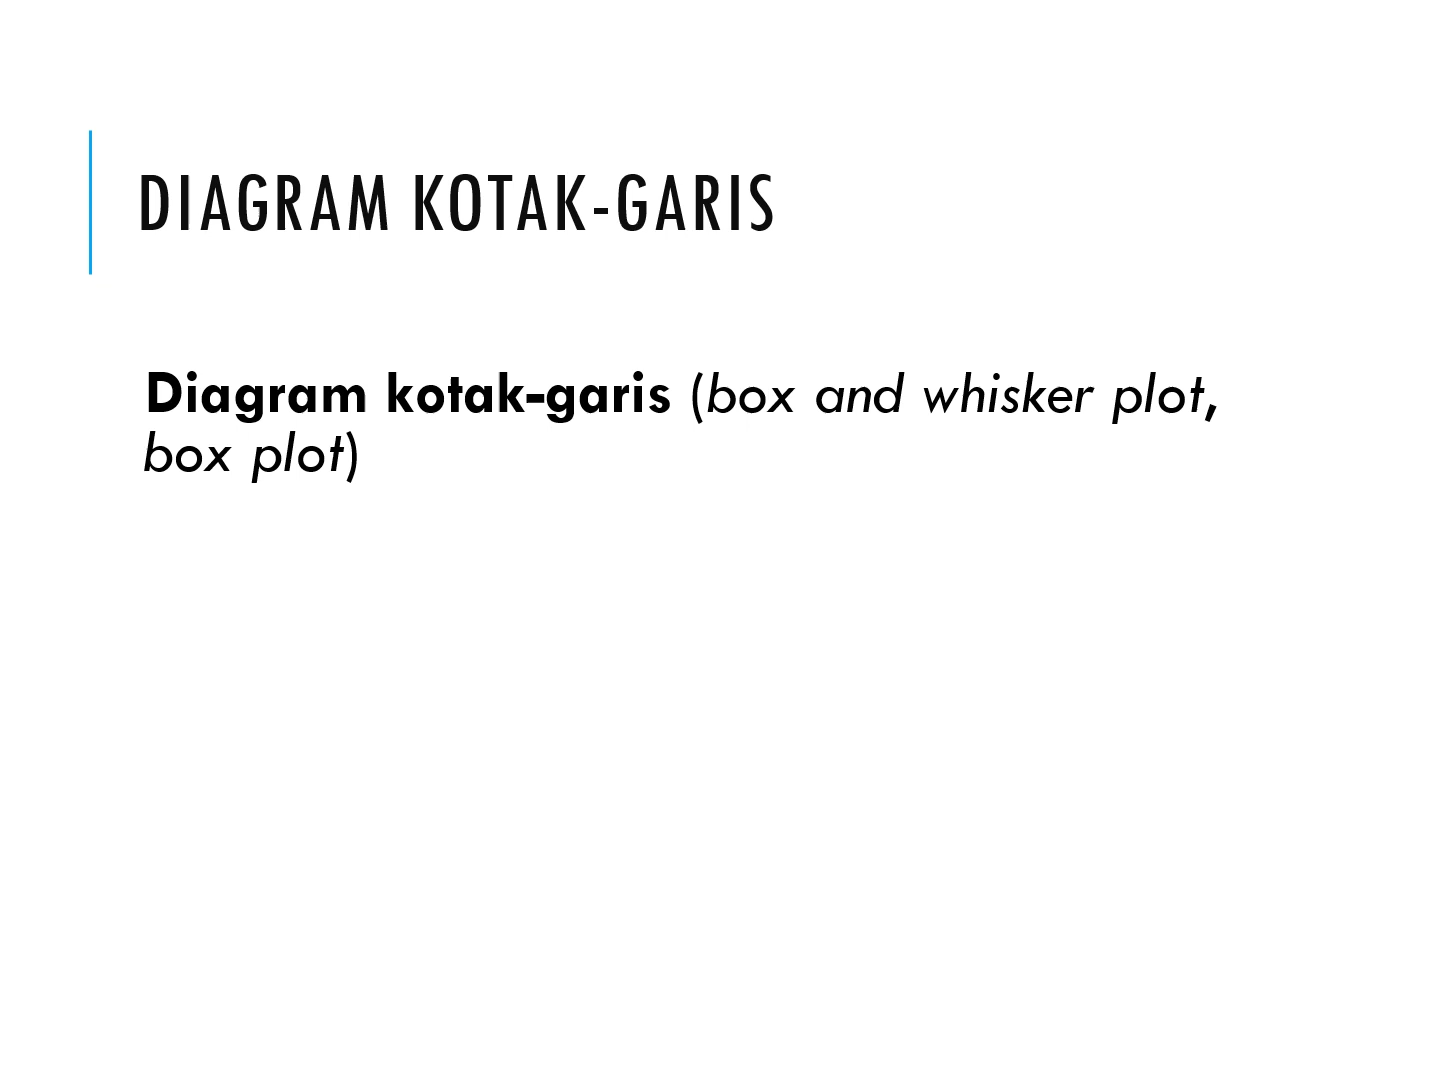 DIAGRAM KOTAK-GARIS
Diagram kotak-garis (box and whisker plot,
box plot)